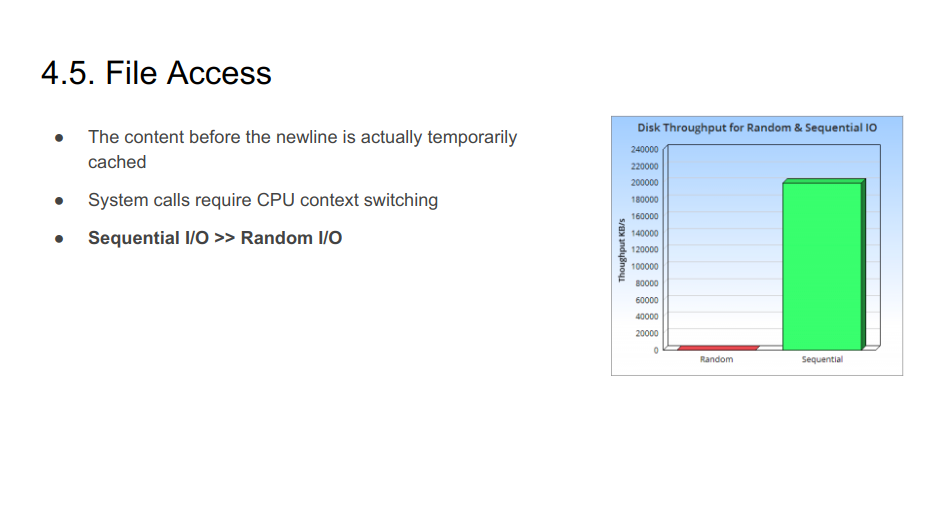 4.5. File Access
● The content before the newline is actually temporarily
cached
● System calls require CPU context switching
● Sequential I/O >> Random I/O
Disk Throughput for Random & Sequential IO
Thoughput KB/s
240000
220000
200000
180000
160000
140000
120000
100000
80000
60000
40000
20000
0
Random Sequential